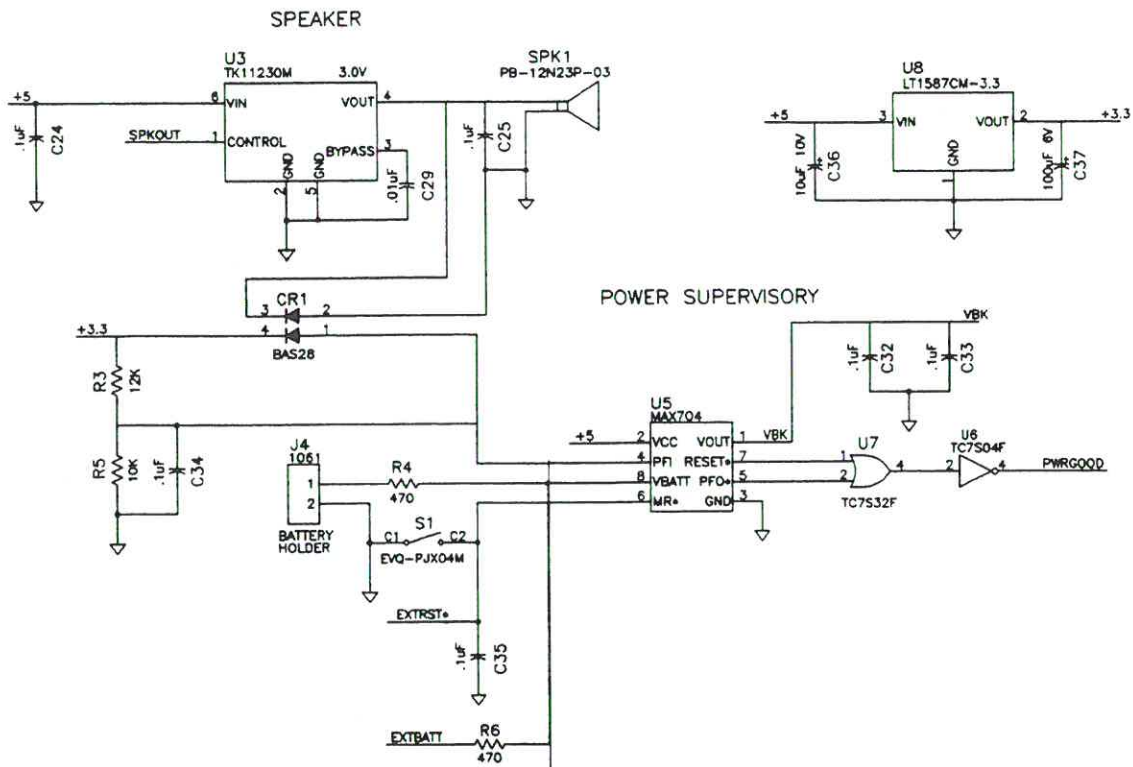 SPEAKER
U3
TK11230M 3.0V
+5
6 VIN VOUT 4
SPKOUT
1 CONTROL
BYPASS 3
GND GND
2 5
.1uF C24
.01uF C29
.1uF C25
SPK1
PB-12N23P-03
U8
LT1587CM-3.3
+5
3 VIN VOUT 2
+3.3
GND
1
10uF 10V C36
100uF 6V C37
CR1
3 2
4 1
BAS28
+3.3
R3 12K
R5 10K
.1uF C34
POWER SUPERVISORY
VBK
.1uF C32
.1uF C33
U5
MAX704
+5
2 VCC VOUT 1
VBK
4 PFI RESET* 7
8 VBATT PFO* 5
6 MR* GND 3
U7
1
2
4
TC7S32F
U6
TC7S04F
2 4
PWRGOOD
J4
1061
1
2
BATTERY
HOLDER
R4
470
S1
C1 C2
EVQ-PJX04M
EXTRST*
.1uF C35
EXTBATT
R6
470